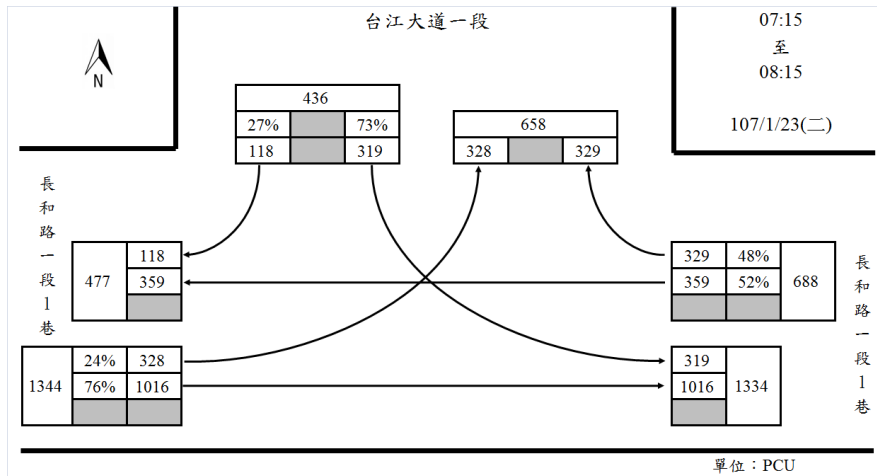 台江大道一段
07:15
至
08:15
107/1/23(二)
N
436
27% 73%
118 319
658
328 329
長和路一段1巷
477 118
359
329 48%
359 52% 688
長和路一段1巷
1344 24% 328
76% 1016
319
1016 1334
單位：PCU